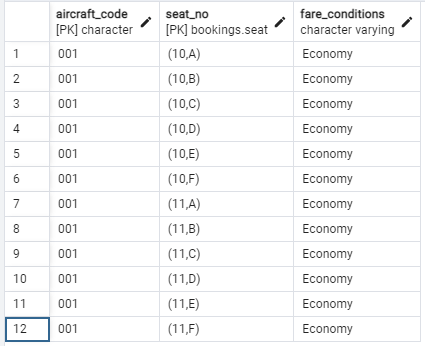 aircraft_code seat_no fare_conditions
[PK] character [PK] bookings.seat character varying
1 001 (10,A) Economy
2 001 (10,B) Economy
3 001 (10,C) Economy
4 001 (10,D) Economy
5 001 (10,E) Economy
6 001 (10,F) Economy
7 001 (11,A) Economy
8 001 (11,B) Economy
9 001 (11,C) Economy
10 001 (11,D) Economy
11 001 (11,E) Economy
12 001 (11,F) Economy